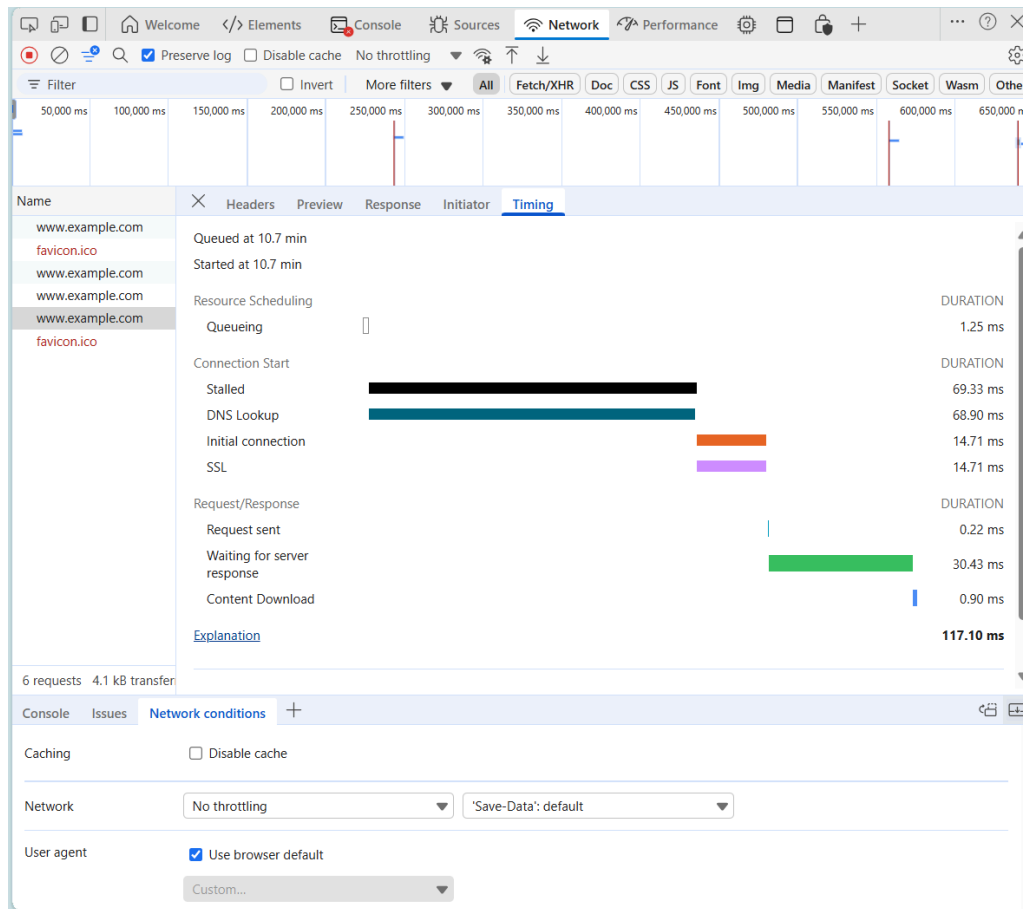 Welcome Elements Console Sources Network Performance
Preserve log Disable cache No throttling
Filter Invert More filters All Fetch/XHR Doc CSS JS Font Img Media Manifest Socket Wasm Othe
50,000 ms 100,000 ms 150,000 ms 200,000 ms 250,000 ms 300,000 ms 350,000 ms 400,000 ms 450,000 ms 500,000 ms 550,000 ms 600,000 ms 650,000 m
Name
www.example.com
favicon.ico
www.example.com
www.example.com
www.example.com
favicon.ico
6 requests 4.1 kB transfer
Headers Preview Response Initiator Timing
Queued at 10.7 min
Started at 10.7 min
Resource Scheduling DURATION
Queueing 1.25 ms
Connection Start DURATION
Stalled 69.33 ms
DNS Lookup 68.90 ms
Initial connection 14.71 ms
SSL 14.71 ms
Request/Response DURATION
Request sent 0.22 ms
Waiting for server
response 30.43 ms
Content Download 0.90 ms
Explanation 117.10 ms
Console Issues Network conditions
Caching Disable cache
Network No throttling 'Save-Data': default
User agent Use browser default
Custom...